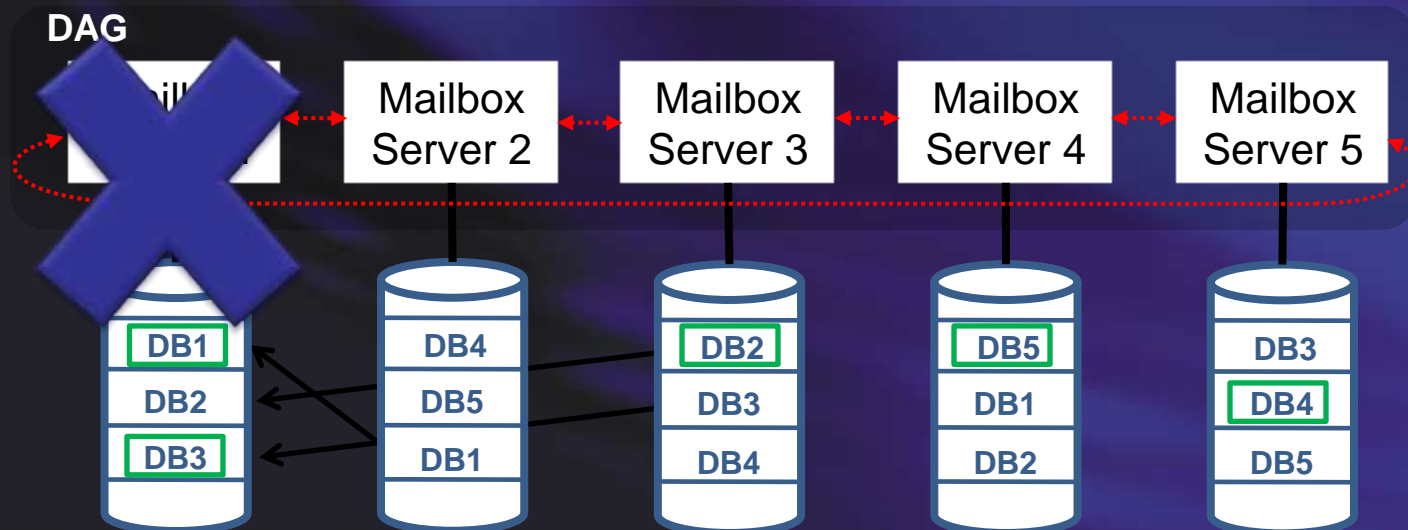 DAG
Mailbox
Server 2
Mailbox
Server 3
Mailbox
Server 4
Mailbox
Server 5
DB1
DB2
DB3
DB4
DB5
DB1
DB2
DB3
DB4
DB5
DB1
DB2
DB3
DB4
DB5